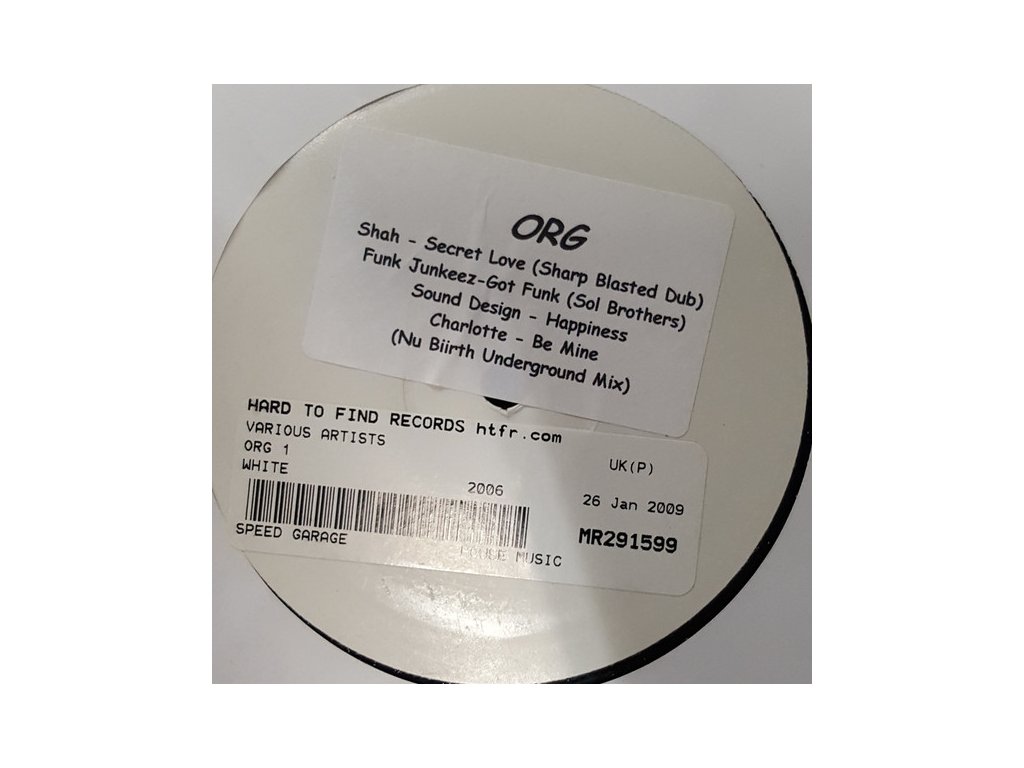 ORG
Shah - Secret Love (Sharp Blasted Dub)
Funk Junkeez-Got Funk (Sol Brothers)
Sound Design - Happiness
Charlotte - Be Mine
(Nu Biirth Underground Mix)
HARD TO FIND RECORDS htfr.com
VARIOUS ARTISTS
ORG 1
UK(P)
WHITE
2006
26 Jan 2009
MR291599
SPEED GARAGE
HOUSE MUSIC